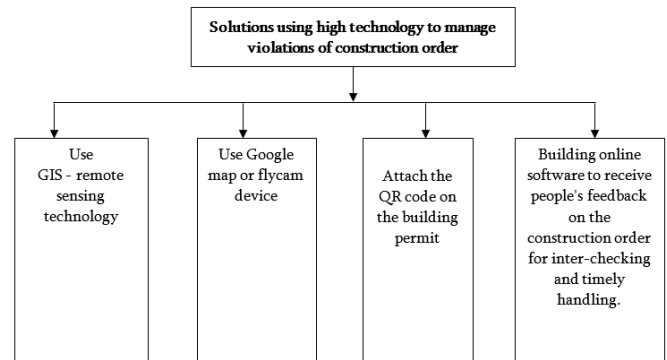 Solutions using high technology to manage
violations of construction order
Use
GIS - remote
sensing
technology
Use Google
map or flycam
device
Attach the
QR code on
the building
permit
Building online
software to receive
people's feedback
on the
construction order
for inter-checking
and timely
handling.